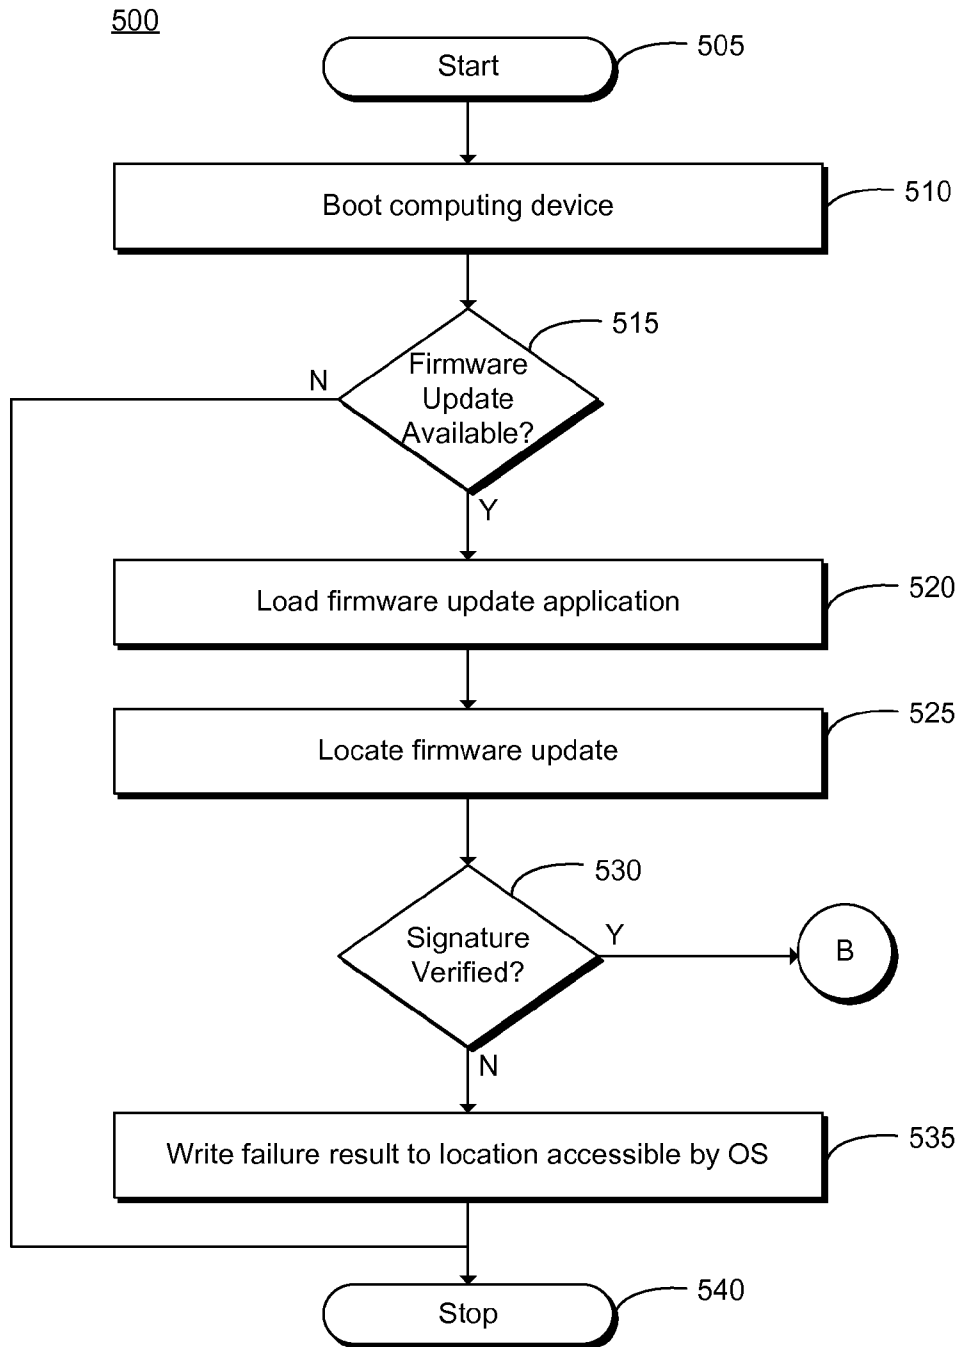 500
Start
505
Boot computing device
510
515
Firmware
Update
Available?
N
Y
Load firmware update application
520
Locate firmware update
525
530
Signature
Verified?
Y
B
N
Write failure result to location accessible by OS
535
Stop
540